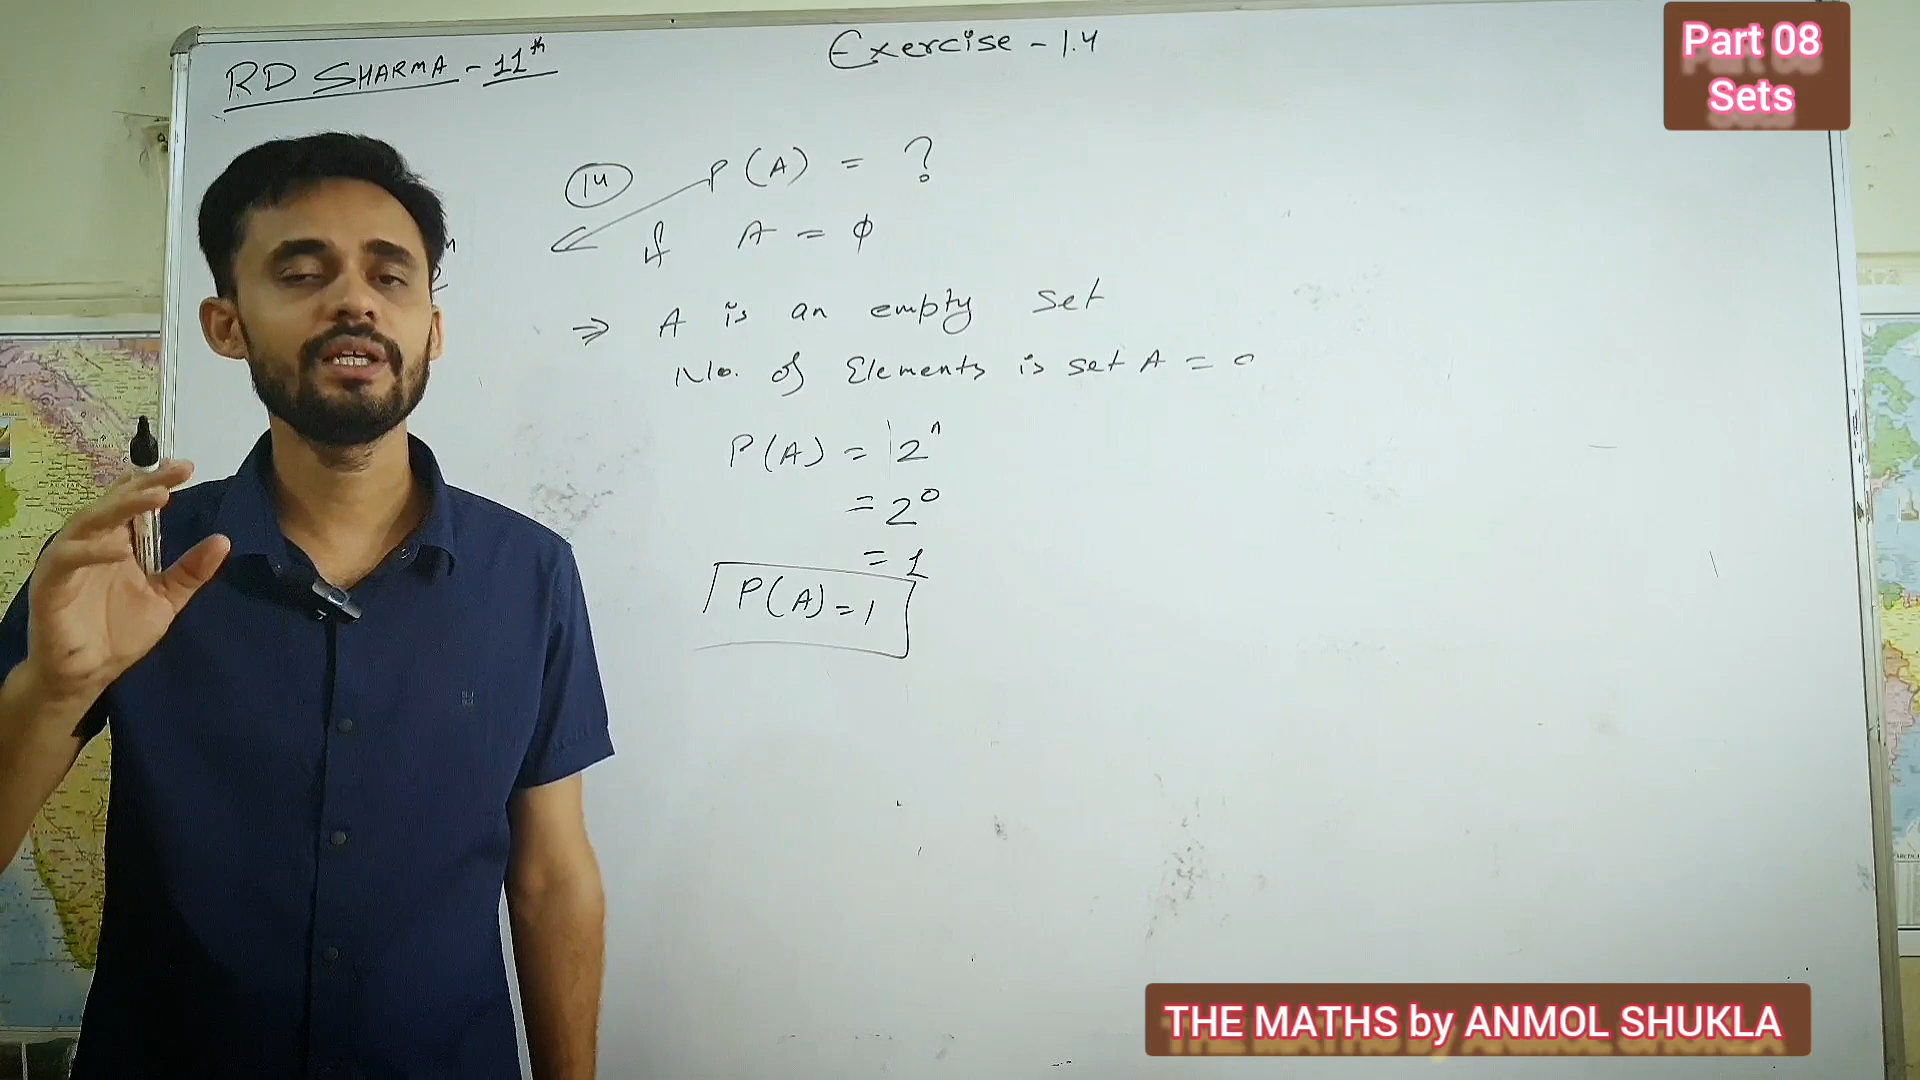 RD SHARMA - 11th
Exercise - 1.4
Part 08
Sets
14 P(A) = ?
if A = ϕ
⇒ A is an empty set
No. of Elements is set A = 0
P(A) = 2^n
= 2^0
= 1
P(A) = 1
THE MATHS by ANMOL SHUKLA